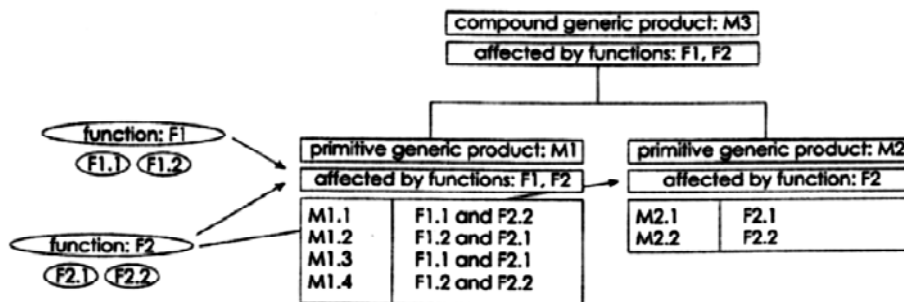 compound generic product: M3
affected by functions: F1, F2
function: F1
F1.1 F1.2
primitive generic product: M1
affected by functions: F1, F2
M1.1 F1.1 and F2.2
M1.2 F1.2 and F2.1
M1.3 F1.1 and F2.1
M1.4 F1.2 and F2.2
primitive generic product: M2
affected by function: F2
M2.1 F2.1
M2.2 F2.2
function: F2
F2.1 F2.2